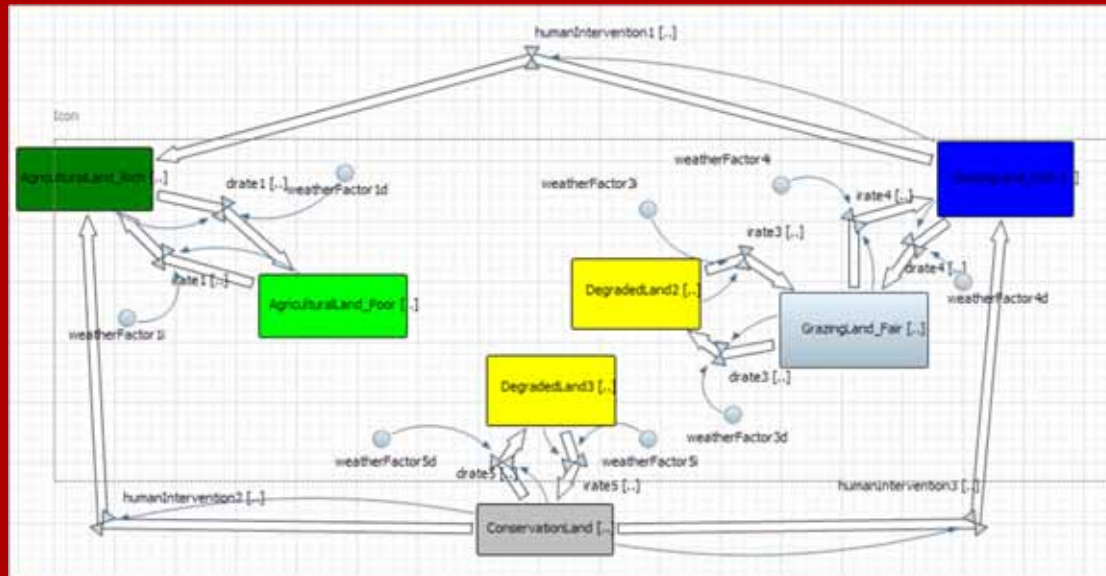 humanIntervention1 [..]
Icon
AgriculturalLand_Rich [..]
drate1 [..]
weatherFactor1d
irate1 [..]
weatherFactor1i
AgriculturalLand_Poor [..]
weatherFactor3i
weatherFactor4i
irate4 [..]
irate3 [..]
drate4 [..]
weatherFactor4d
DegradedLand2 [..]
GrazingLand_Fair [..]
drate3 [..]
weatherFactor3d
DegradedLand3 [..]
weatherFactor5d
weatherFactor5i
drate5 [..]
irate5 [..]
humanIntervention2 [..]
humanIntervention3 [..]
ConservationLand [..]